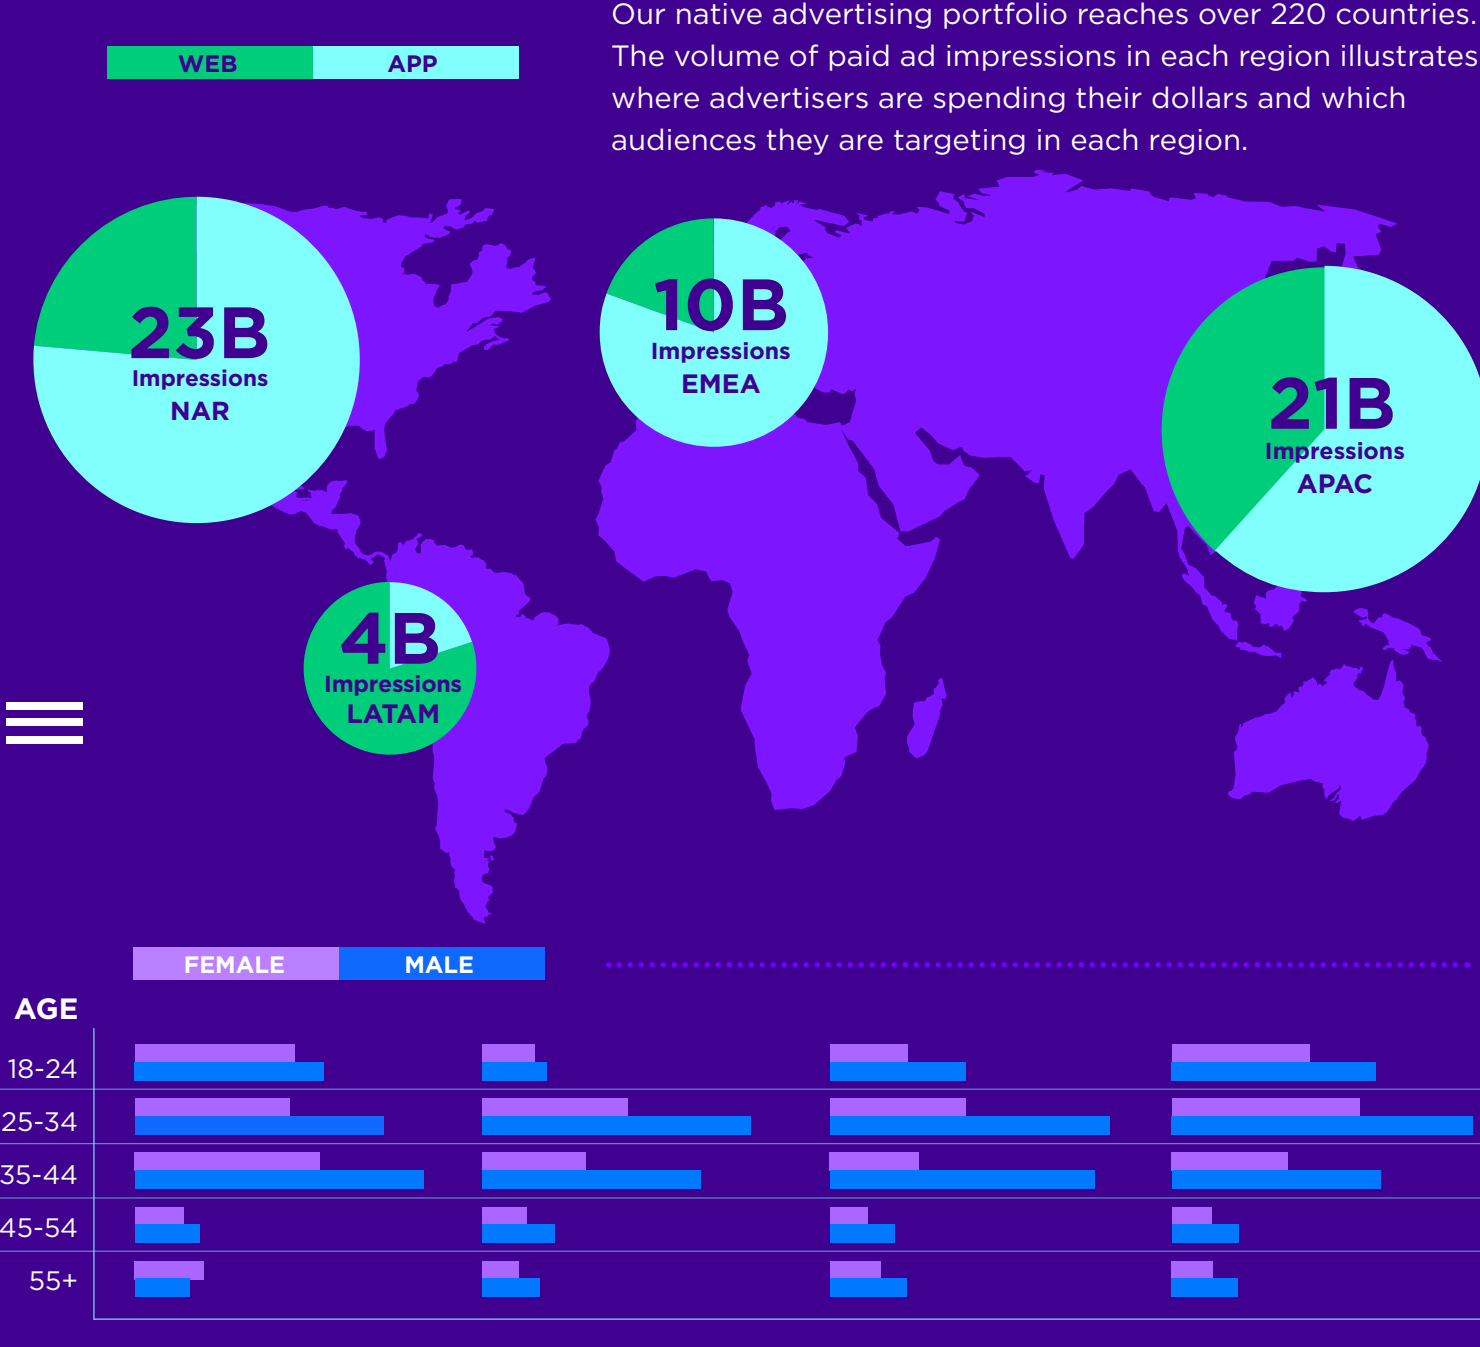 Our native advertising portfolio reaches over 220 countries.
The volume of paid ad impressions in each region illustrates
where advertisers are spending their dollars and which
audiences they are targeting in each region.
WEB
APP
23B
Impressions
NAR
10B
Impressions
EMEA
21B
Impressions
APAC
4B
Impressions
LATAM
FEMALE
MALE
AGE
18-24
25-34
35-44
45-54
55+